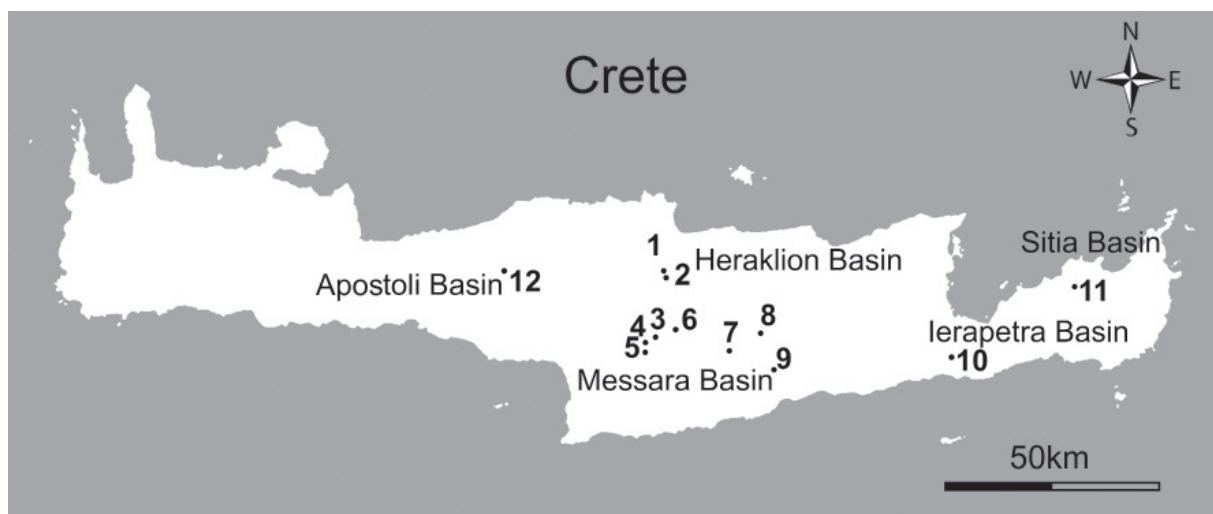 Crete
N
W E
S
1
Sitia Basin
2 Heraklion Basin
Apostoli Basin 12
11
4 3 6 7 8
Ierapetra Basin
5
9 10
Messara Basin
50km